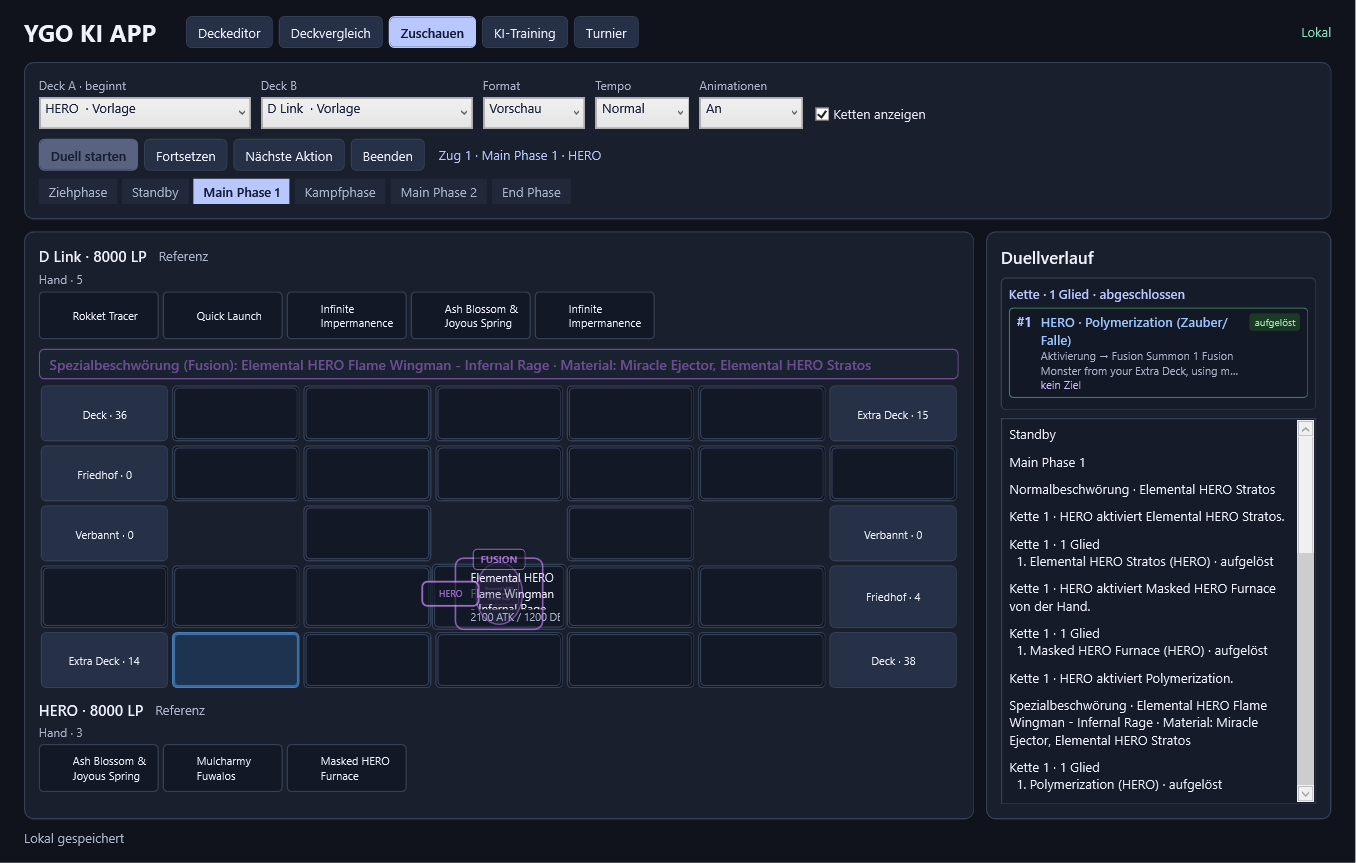 YGO KI APP
Deckeditor
Deckvergleich
Zuschauen
KI-Training
Turnier
Lokal
Deck A · beginnt
Deck B
Format
Tempo
Animationen
HERO · Vorlage
D Link · Vorlage
Vorschau
Normal
An
Ketten anzeigen
Duell starten
Fortsetzen
Nächste Aktion
Beenden
Zug 1 · Main Phase 1 · HERO
Ziehphase
Standby
Main Phase 1
Kampfphase
Main Phase 2
End Phase
D Link · 8000 LP
Referenz
Hand · 5
Rokket Tracer
Quick Launch
Infinite
Impermanence
Ash Blossom &
Joyous Spring
Infinite
Impermanence
Spezialbeschwörung (Fusion): Elemental HERO Flame Wingman - Infernal Rage · Material: Miracle Ejector, Elemental HERO Stratos
Deck · 36
Extra Deck · 15
Friedhof · 0
Verbannt · 0
Verbannt · 0
FUSION
HERO
Elemental HERO
Flame Wingman
- Infernal Rage
2100 ATK / 1200 DE
Friedhof · 4
Extra Deck · 14
Deck · 38
HERO · 8000 LP
Referenz
Hand · 3
Ash Blossom &
Joyous Spring
Mulcharmy
Fuwalos
Masked HERO
Furnace
Duellverlauf
Kette · 1 Glied · abgeschlossen
#1 HERO · Polymerization (Zauber/
Falle)
aufgelöst
Aktivierung → Fusion Summon 1 Fusion
Monster from your Extra Deck, using m...
kein Ziel
Standby
Main Phase 1
Normalbeschwörung · Elemental HERO Stratos
Kette 1 · HERO aktiviert Elemental HERO Stratos.
Kette 1 · 1 Glied
1. Elemental HERO Stratos (HERO) · aufgelöst
Kette 1 · HERO aktiviert Masked HERO Furnace
von der Hand.
Kette 1 · 1 Glied
1. Masked HERO Furnace (HERO) · aufgelöst
Kette 1 · HERO aktiviert Polymerization.
Spezialbeschwörung · Elemental HERO Flame
Wingman - Infernal Rage · Material: Miracle
Ejector, Elemental HERO Stratos
Kette 1 · 1 Glied
1. Polymerization (HERO) · aufgelöst
Lokal gespeichert